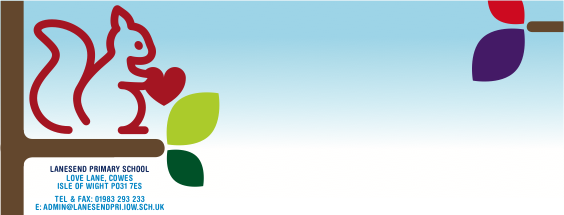 LANESEND PRIMARY SCHOOL
LOVE LANE, COWES
ISLE OF WIGHT PO31 7ES
TEL & FAX: 01983 293 233
E: ADMIN@LANESENDPRI.IOW.SCH.UK